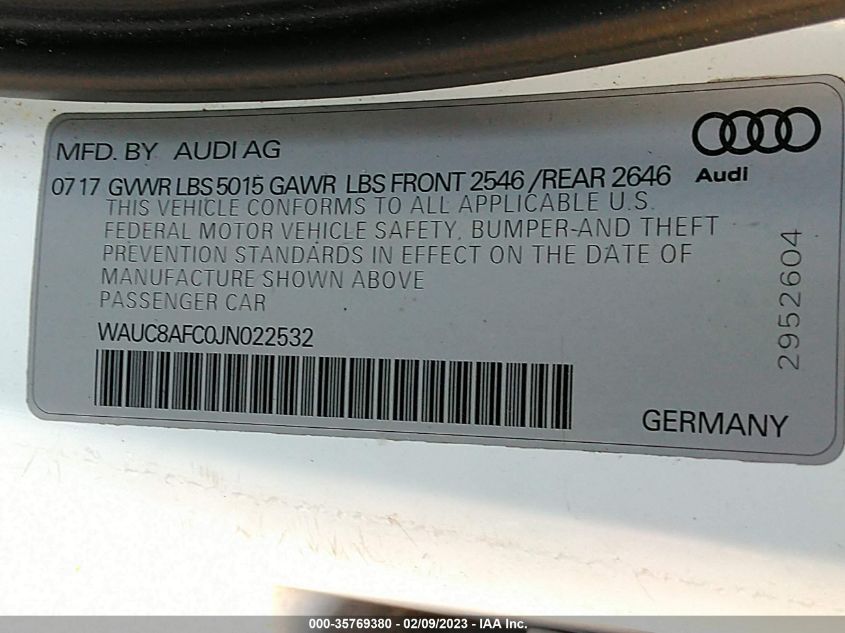 MFD. BY AUDI AG
Audi
07 17 GVWR LBS 5015 GAWR LBS FRONT 2546 /REAR 2646
THIS VEHICLE CONFORMS TO ALL APPLICABLE U.S.
FEDERAL MOTOR VEHICLE SAFETY, BUMPER-AND THEFT
PREVENTION STANDARDS IN EFFECT ON THE DATE OF
MANUFACTURE SHOWN ABOVE
PASSENGER CAR
WAUC8AFC0JN022532
2952604
GERMANY
000-35769380 - 02/09/2023 - IAA Inc.